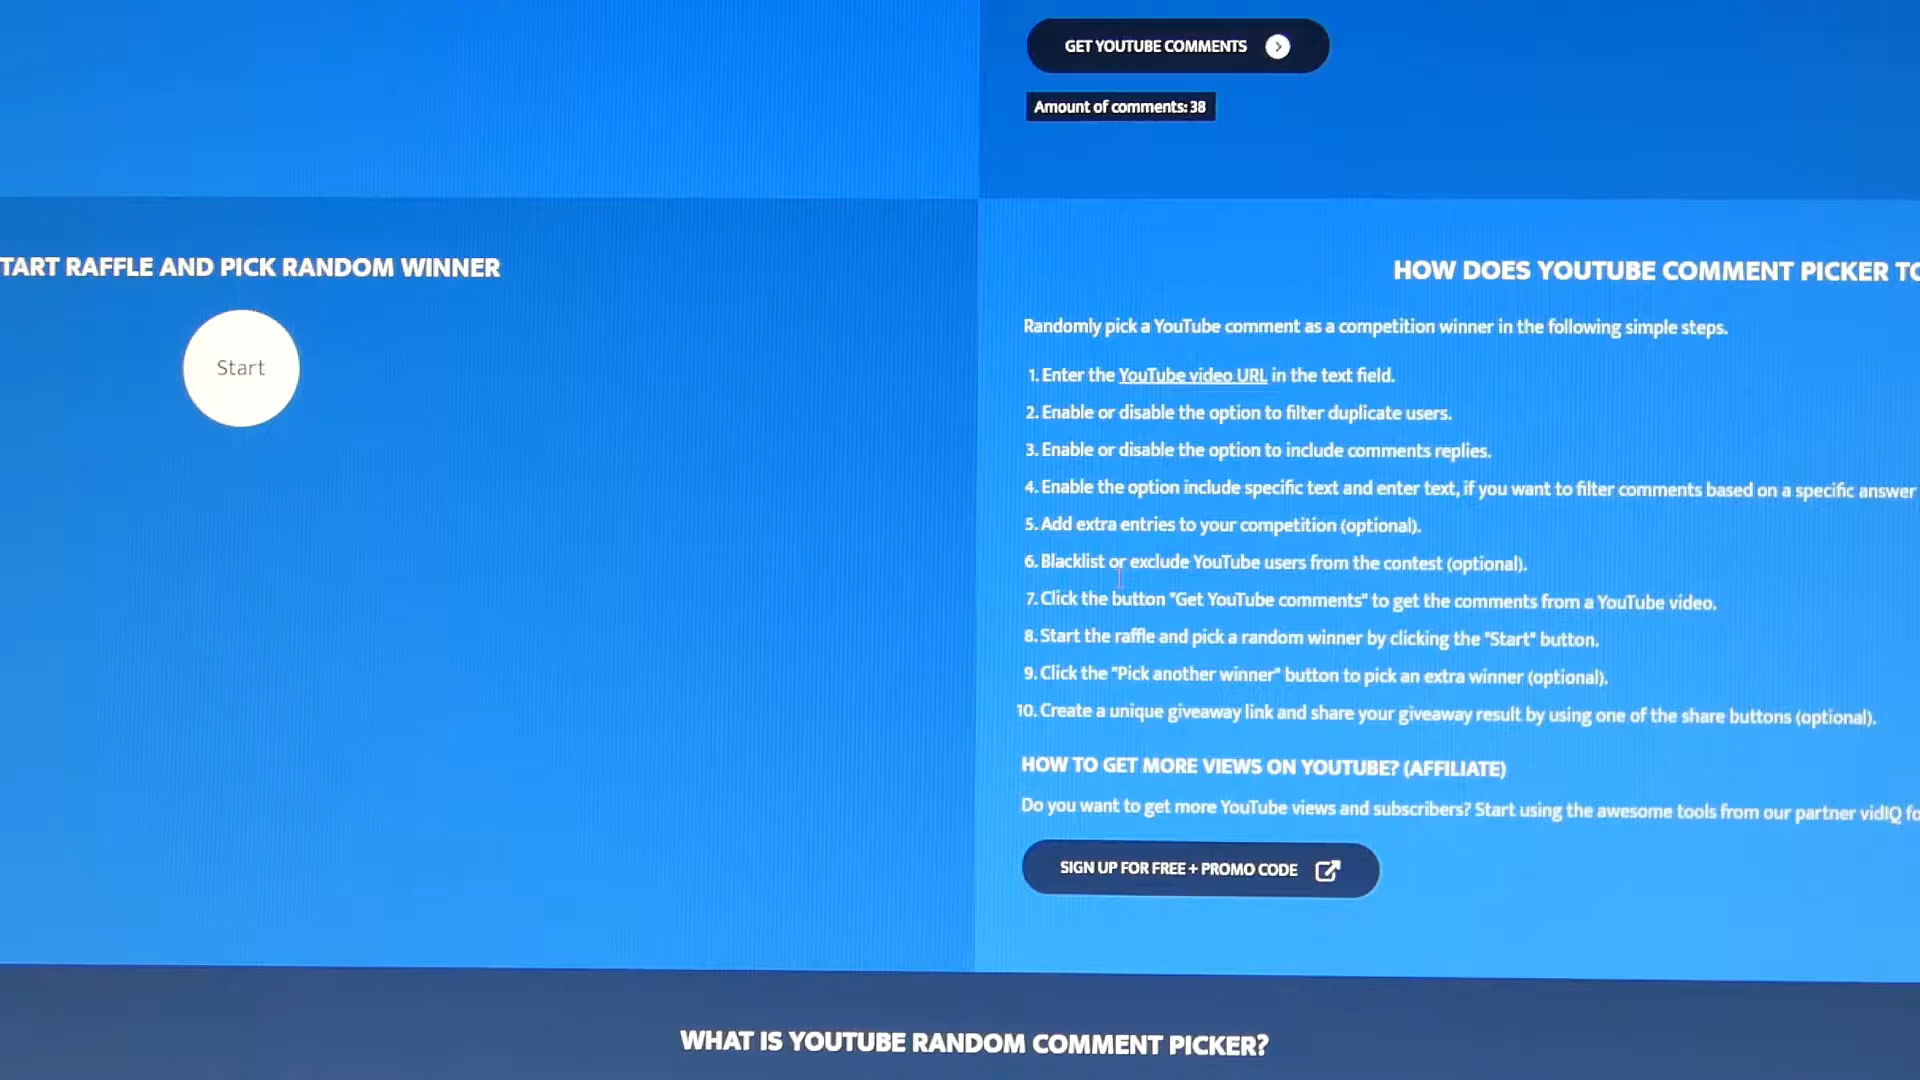 GET YOUTUBE COMMENTS
Amount of comments: 38
TART RAFFLE AND PICK RANDOM WINNER
Start
HOW DOES YOUTUBE COMMENT PICKER TO
Randomly pick a YouTube comment as a competition winner in the following simple steps.
1. Enter the YouTube video URL in the text field.
2. Enable or disable the option to filter duplicate users.
3. Enable or disable the option to include comments replies.
4. Enable the option include specific text and enter text, if you want to filter comments based on a specific answer
5. Add extra entries to your competition (optional).
6. Blacklist or exclude YouTube users from the contest (optional).
7. Click the button "Get YouTube comments" to get the comments from a YouTube video.
8. Start the raffle and pick a random winner by clicking the "Start" button.
9. Click the "Pick another winner" button to pick an extra winner (optional).
10. Create a unique giveaway link and share your giveaway result by using one of the share buttons (optional).
HOW TO GET MORE VIEWS ON YOUTUBE? (AFFILIATE)
Do you want to get more YouTube views and subscribers? Start using the awesome tools from our partner vidIQ fo
SIGN UP FOR FREE + PROMO CODE
WHAT IS YOUTUBE RANDOM COMMENT PICKER?